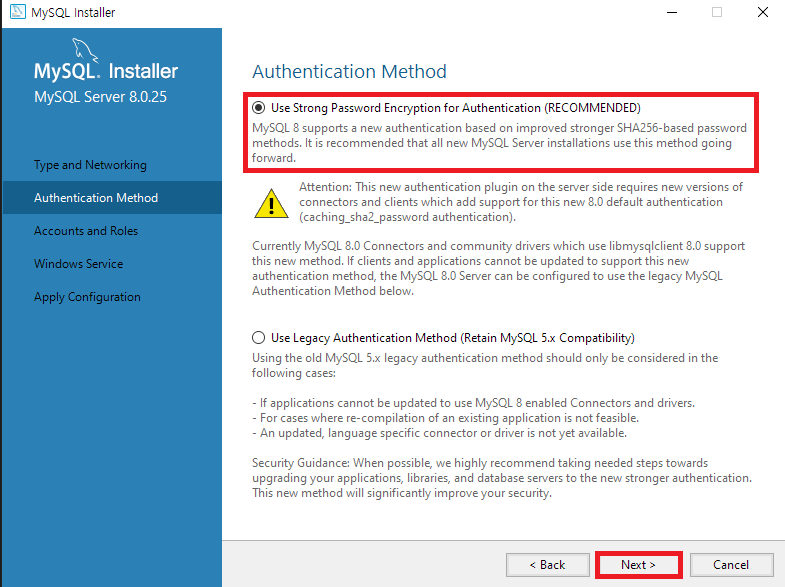 MySQL Installer
MySQL. Installer
MySQL Server 8.0.25
Type and Networking
Authentication Method
Accounts and Roles
Windows Service
Apply Configuration
Authentication Method
Use Strong Password Encryption for Authentication (RECOMMENDED)
MySQL 8 supports a new authentication based on improved stronger SHA256-based password
methods. It is recommended that all new MySQL Server installations use this method going
forward.
Attention: This new authentication plugin on the server side requires new versions of
connectors and clients which add support for this new 8.0 default authentication
(caching_sha2_password authentication).
Currently MySQL 8.0 Connectors and community drivers which use libmysqlclient 8.0 support
this new method. If clients and applications cannot be updated to support this new
authentication method, the MySQL 8.0 Server can be configured to use the legacy MySQL
Authentication Method below.
Use Legacy Authentication Method (Retain MySQL 5.x Compatibility)
Using the old MySQL 5.x legacy authentication method should only be considered in the
following cases:
- If applications cannot be updated to use MySQL 8 enabled Connectors and drivers.
- For cases where re-compilation of an existing application is not feasible.
- An updated, language specific connector or driver is not yet available.
Security Guidance: When possible, we highly recommend taking needed steps towards
upgrading your applications, libraries, and database servers to the new stronger authentication.
This new method will significantly improve your security.
< Back
Next >
Cancel